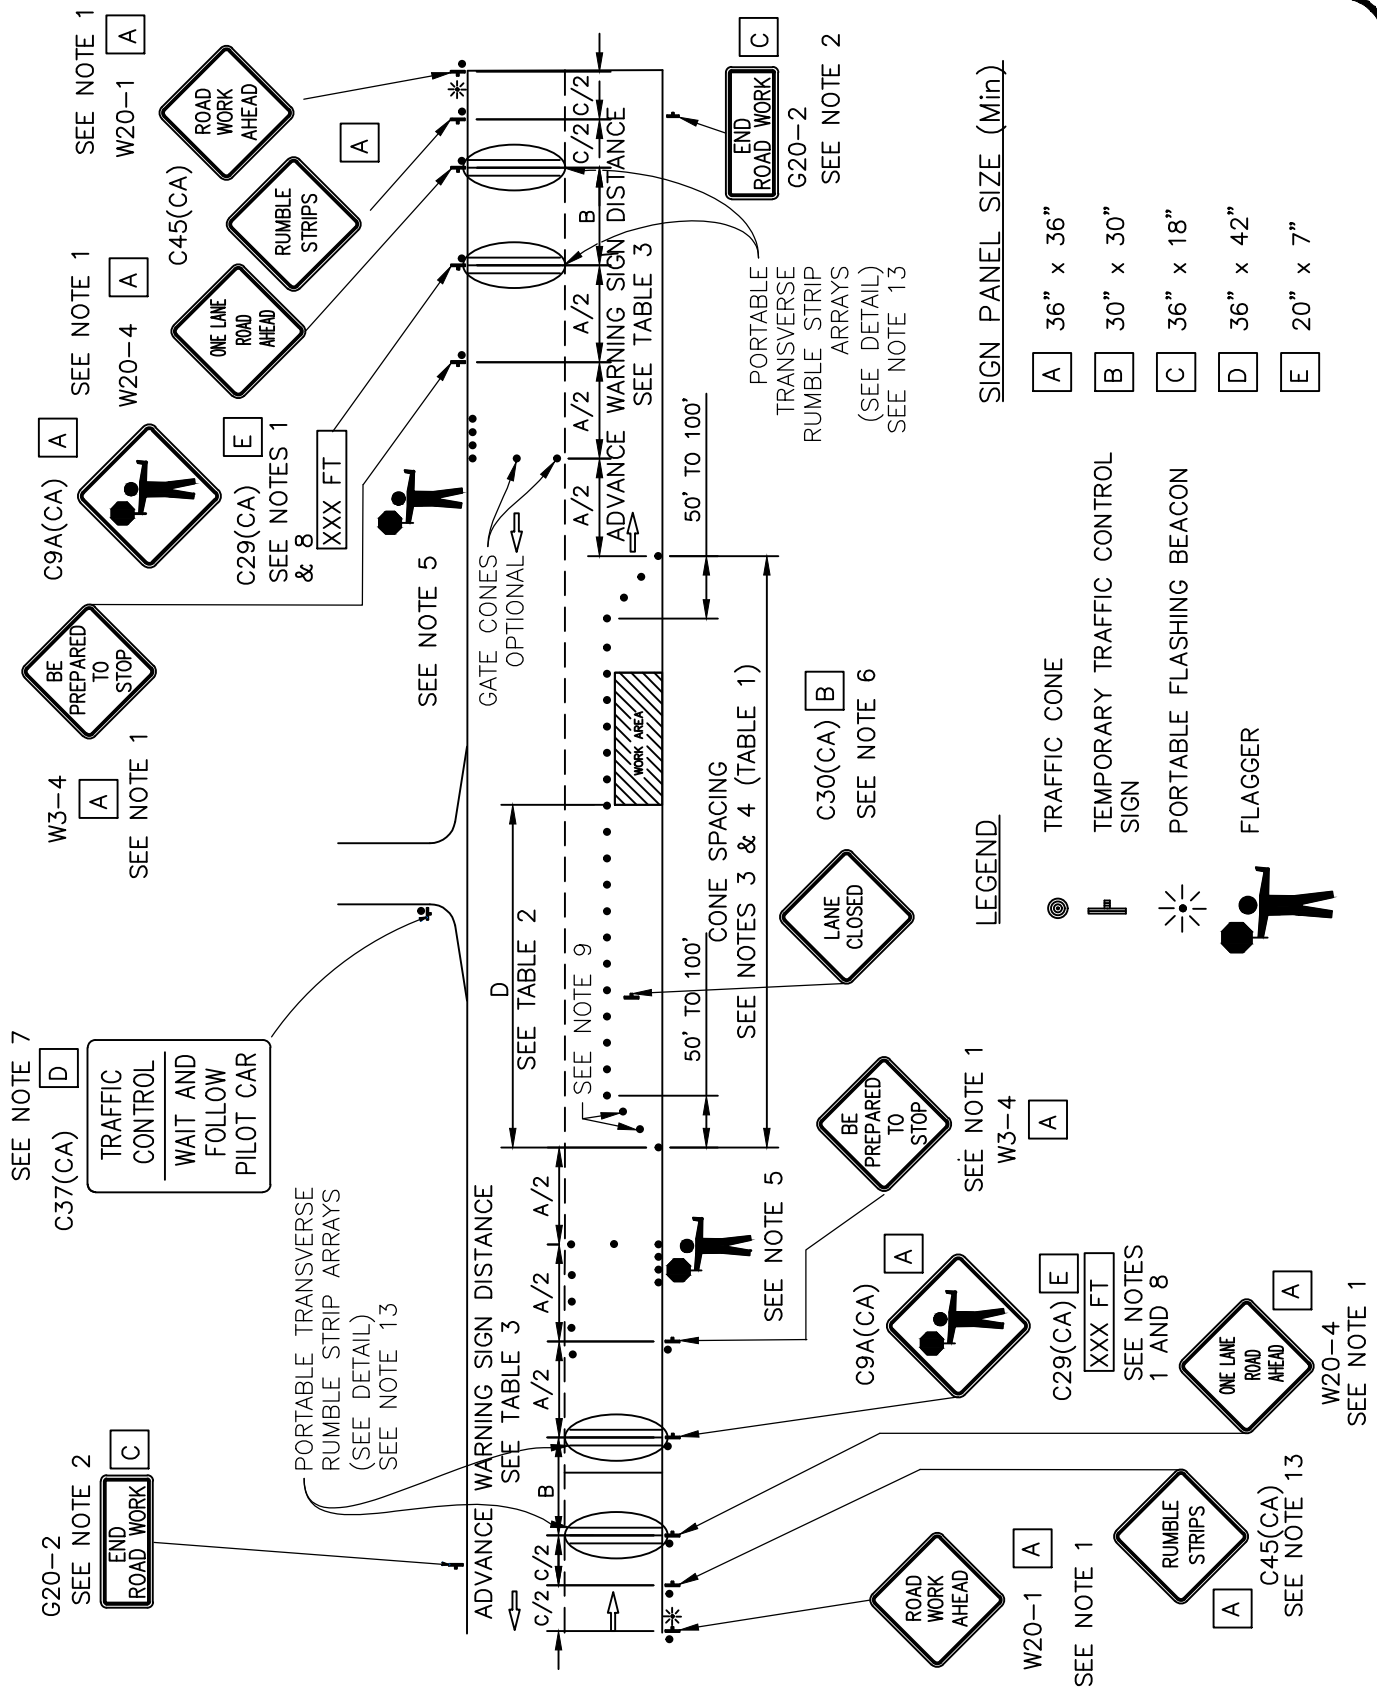 SEE NOTE 1
W20-1
A
ROAD
WORK
AHEAD
C45(CA)
A
RUMBLE
STRIPS
SEE NOTE 1
W20-4
A
ONE LANE
ROAD
AHEAD
C9A(CA)
A
C29(CA)
E
SEE NOTES 1
& 8
XXX FT
BE
PREPARED
TO
STOP
W3-4
A
SEE NOTE 1
SEE NOTE 5
GATE CONES
OPTIONAL
SEE NOTE 7
C37(CA)
D
TRAFFIC
CONTROL
WAIT AND
FOLLOW
PILOT CAR
G20-2
SEE NOTE 2
C
END
ROAD WORK
PORTABLE TRANSVERSE
RUMBLE STRIP ARRAYS
(SEE DETAIL)
SEE NOTE 13
ADVANCE WARNING SIGN DISTANCE
SEE TABLE 3
C/2
C/2
B
A/2
A/2
A/2
D
SEE TABLE 2
SEE NOTE 9
WORK AREA
A/2
A/2
A/2
B
C/2
C/2
ADVANCE WARNING SIGN DISTANCE
SEE TABLE 3
50' TO 100'
50' TO 100'
CONE SPACING
SEE NOTES 3 & 4 (TABLE 1)
SEE NOTE 5
PORTABLE
TRANSVERSE
RUMBLE STRIP
ARRAYS
(SEE DETAIL)
SEE NOTE 13
END
ROAD WORK
C
G20-2
SEE NOTE 2
LANE
CLOSED
C30(CA)
B
SEE NOTE 6
BE
PREPARED
TO
STOP
SEE NOTE 1
W3-4
A
C9A(CA)
A
C29(CA)
E
XXX FT
SEE NOTES
1 AND 8
ONE LANE
ROAD
AHEAD
A
W20-4
SEE NOTE 1
ROAD
WORK
AHEAD
W20-1
A
SEE NOTE 1
RUMBLE
STRIPS
A
C45(CA)
SEE NOTE 13
LEGEND
TRAFFIC CONE
TEMPORARY TRAFFIC CONTROL
SIGN
PORTABLE FLASHING BEACON
FLAGGER
SIGN PANEL SIZE (Min)
A 36" x 36"
B 30" x 30"
C 36" x 18"
D 36" x 42"
E 20" x 7"